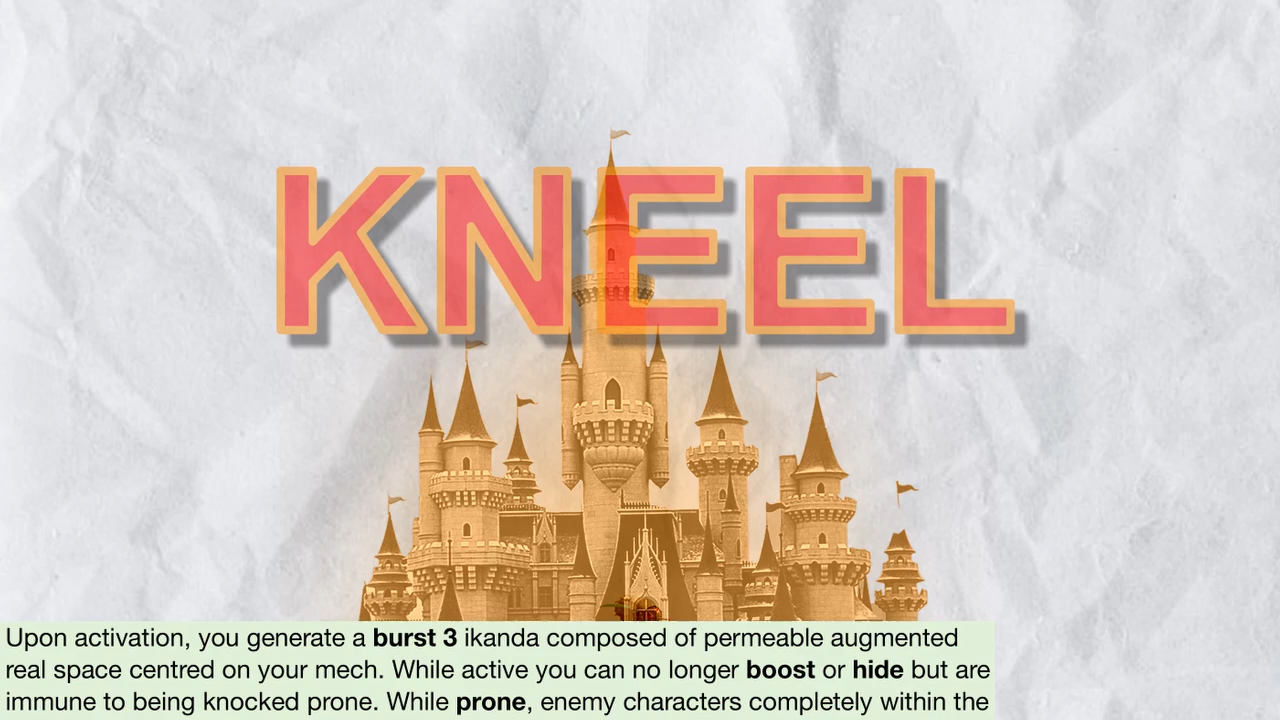 KNEEL
Upon activation, you generate a burst 3 ikanda composed of permeable augmented
real space centred on your mech. While active you can no longer boost or hide but are
immune to being knocked prone. While prone, enemy characters completely within the